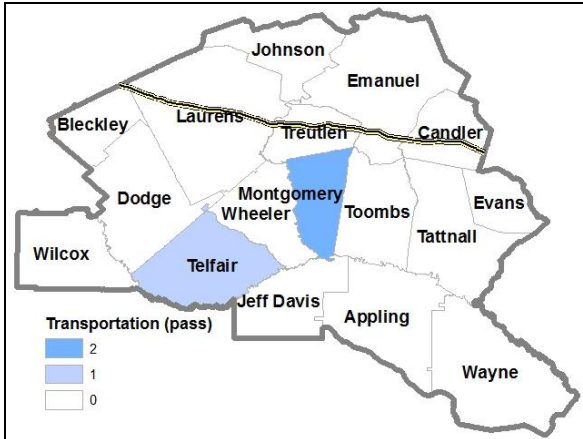 Johnson
Emanuel
Bleckley
Laurens
Treutlen
Candler
Dodge
Montgomery
Wheeler
Toombs
Evans
Tattnall
Wilcox
Telfair
Jeff Davis
Appling
Wayne
Transportation (pass)
2
1
0